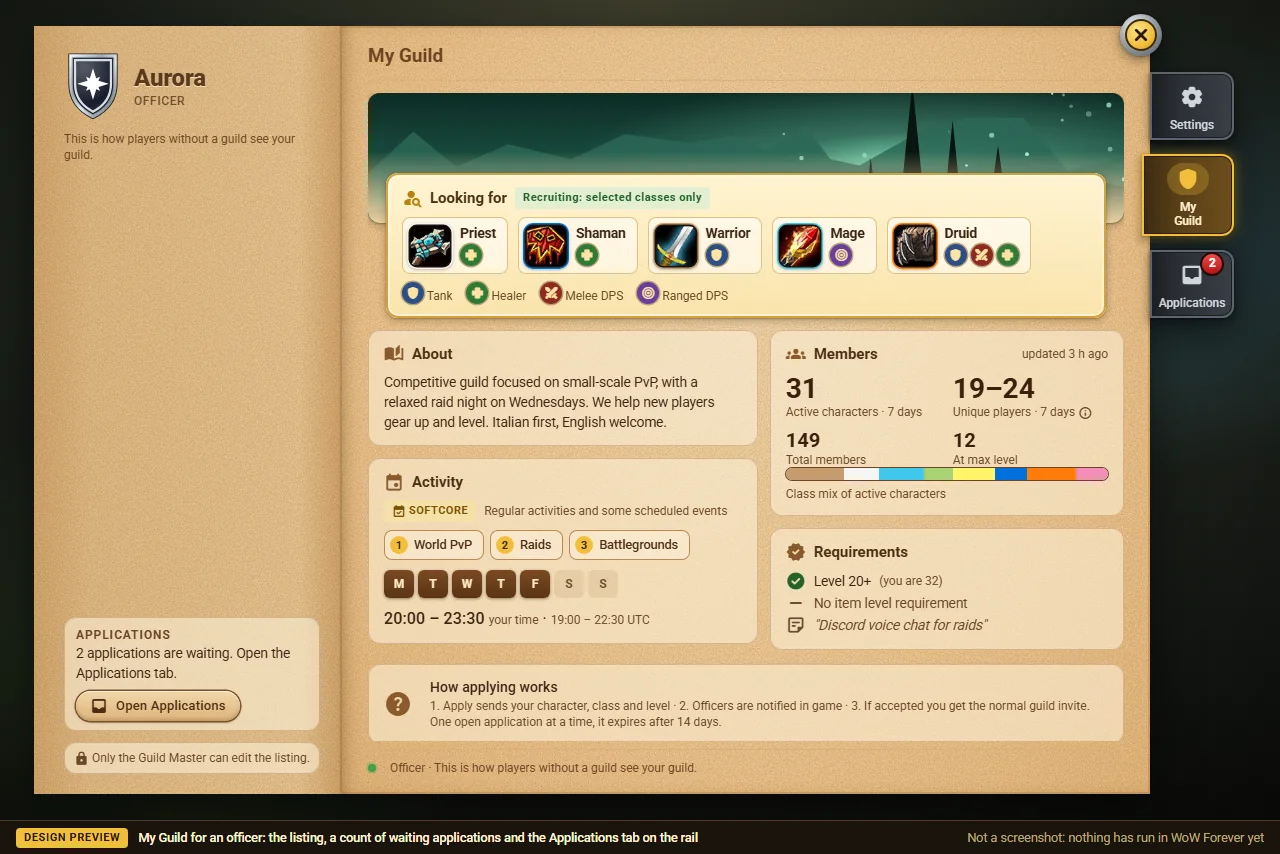 Aurora
OFFICER
This is how players without a guild see your
guild.
APPLICATIONS
2 applications are waiting. Open the
Applications tab.
Open Applications
Only the Guild Master can edit the listing.
My Guild
Looking for
Recruiting: selected classes only
Priest
Shaman
Warrior
Mage
Druid
Tank
Healer
Melee DPS
Ranged DPS
About
Competitive guild focused on small-scale PvP, with a
relaxed raid night on Wednesdays. We help new players
gear up and level. Italian first, English welcome.
Activity
SOFTCORE
Regular activities and some scheduled events
1 World PvP
2 Raids
3 Battlegrounds
M T W T F S S
20:00 – 23:30 your time · 19:00 – 22:30 UTC
Members
updated 3 h ago
31
Active characters · 7 days
19–24
Unique players · 7 days
149
Total members
12
At max level
Class mix of active characters
Requirements
Level 20+ (you are 32)
No item level requirement
"Discord voice chat for raids"
?
How applying works
1. Apply sends your character, class and level · 2. Officers are notified in game · 3. If accepted you get the normal guild invite.
One open application at a time, it expires after 14 days.
Officer · This is how players without a guild see your guild.
Settings
My
Guild
2
Applications
DESIGN PREVIEW
My Guild for an officer: the listing, a count of waiting applications and the Applications tab on the rail
Not a screenshot: nothing has run in WoW Forever yet